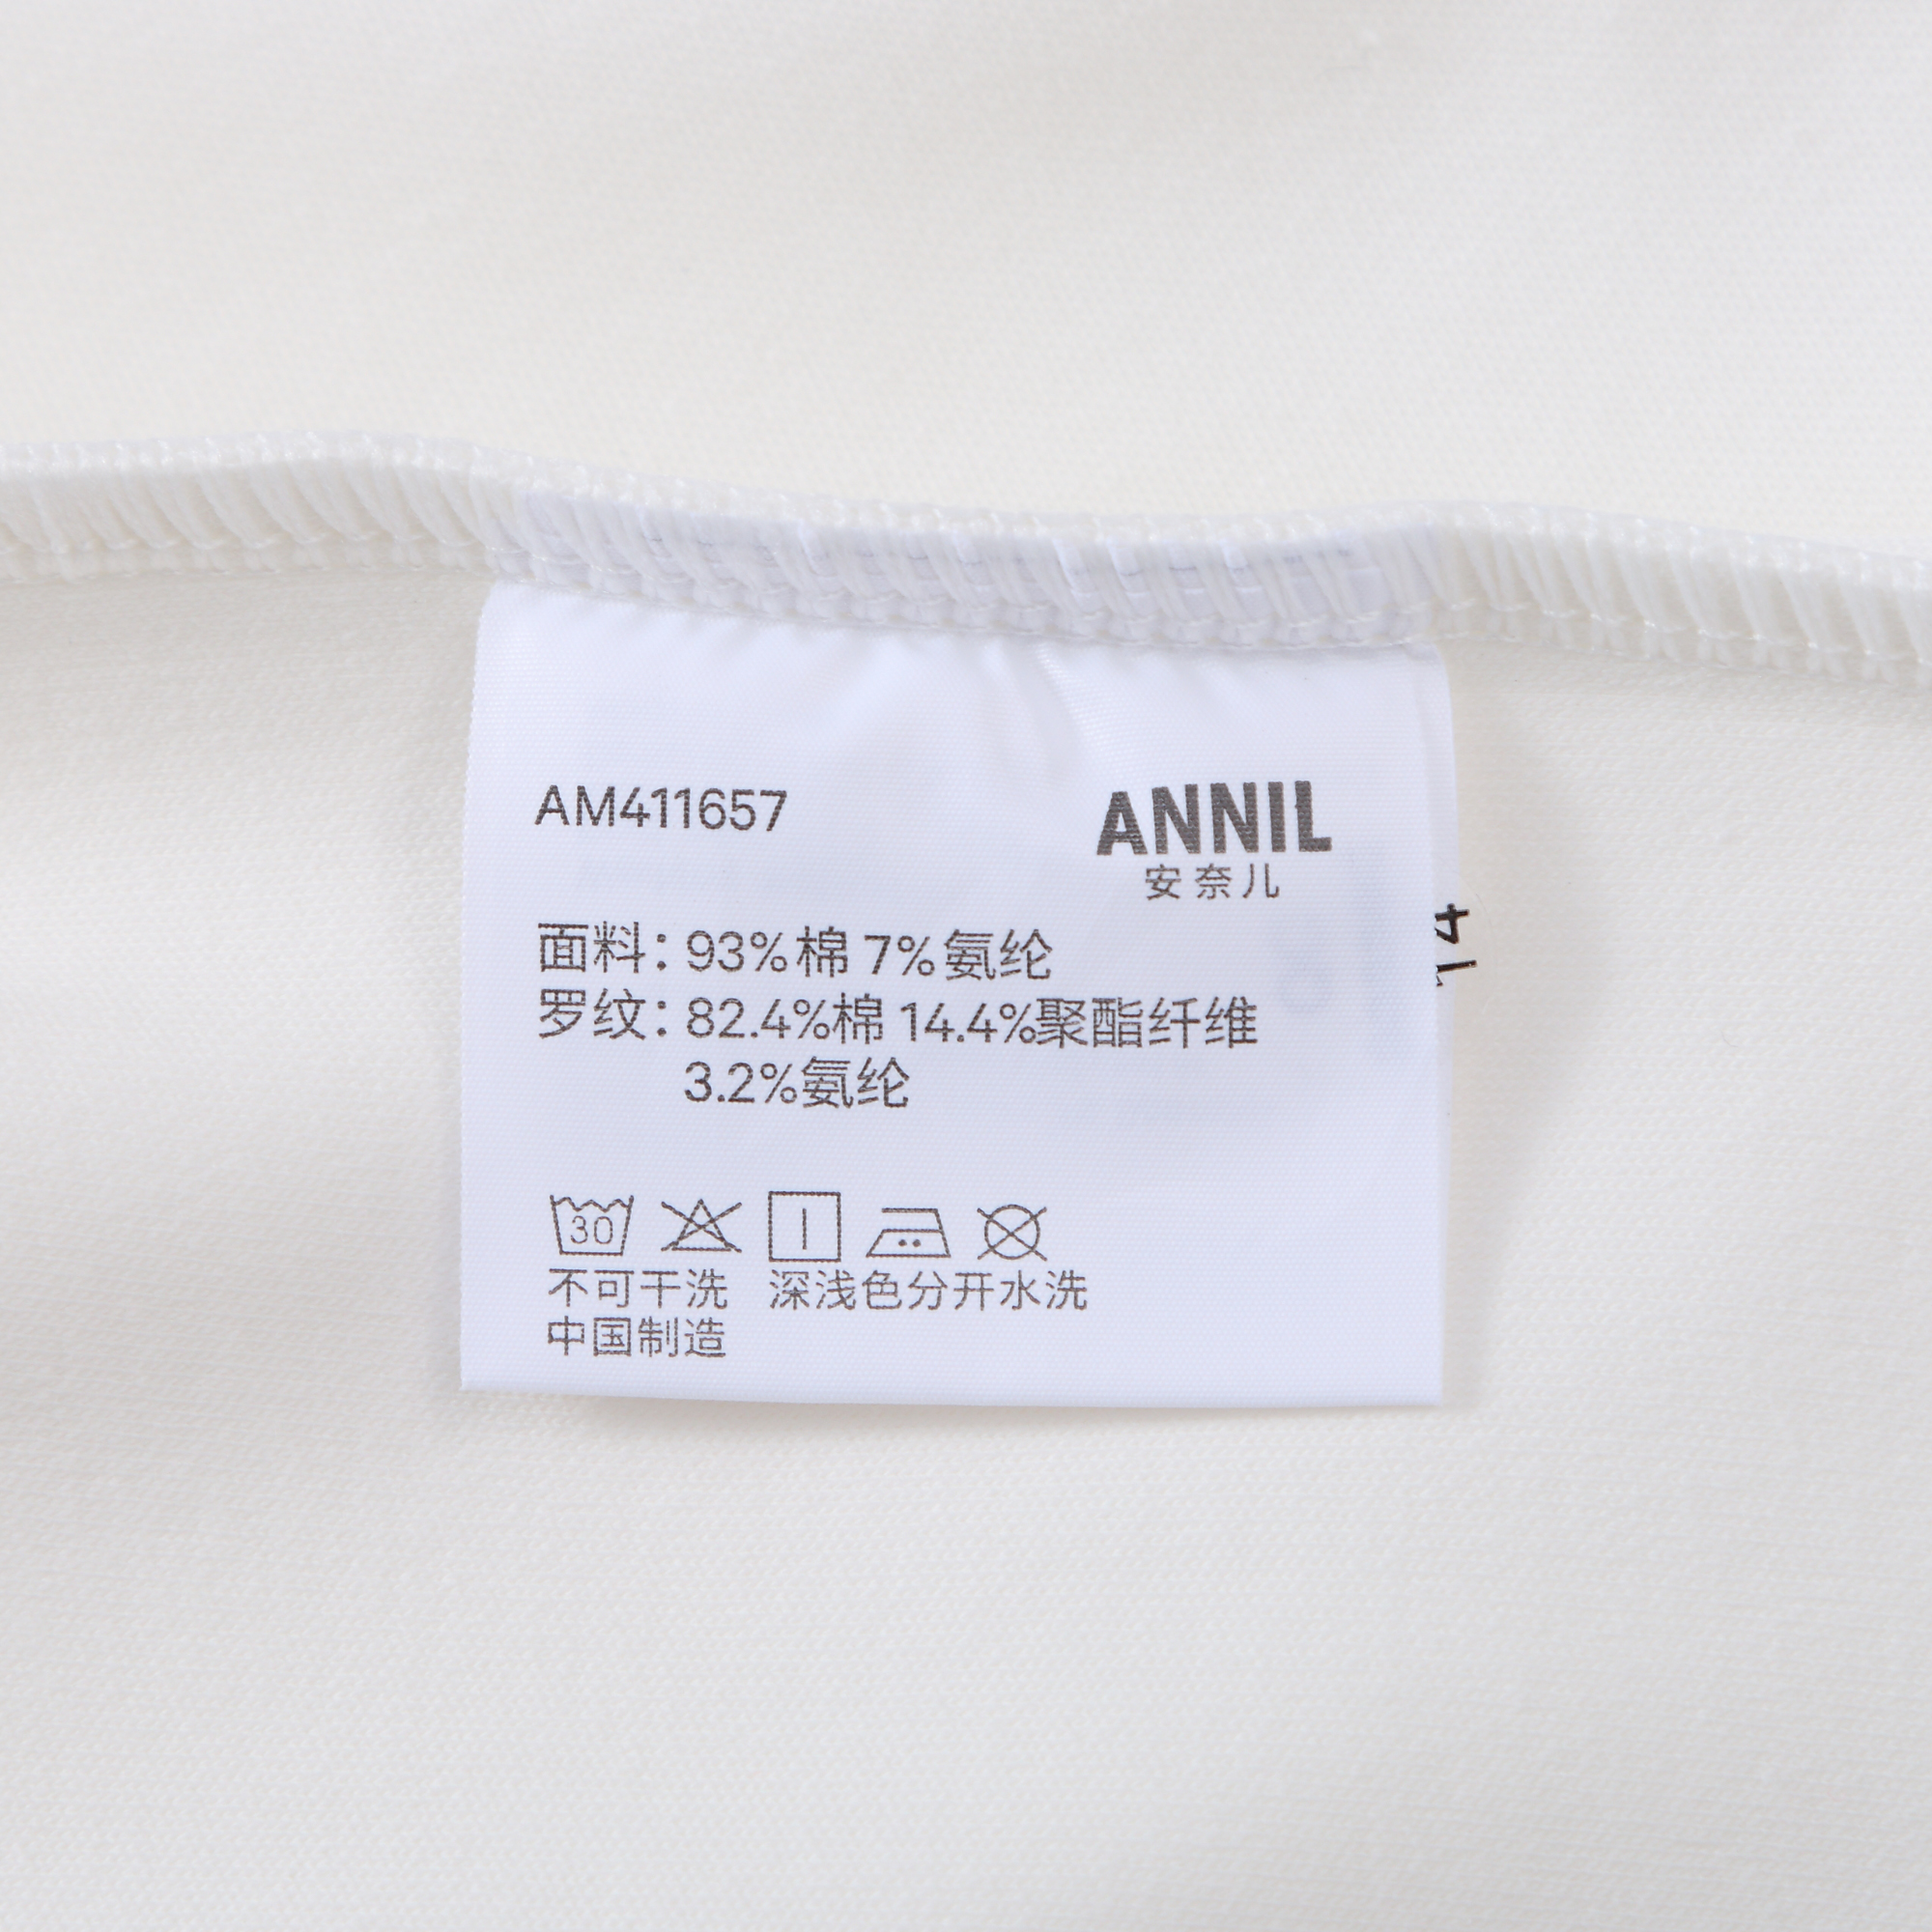 AM411657
ANNIL
安奈儿
面料：93%棉 7%氨纶
罗纹：82.4%棉 14.4%聚酯纤维
3.2%氨纶
30
不可干洗 深浅色分开水洗
中国制造